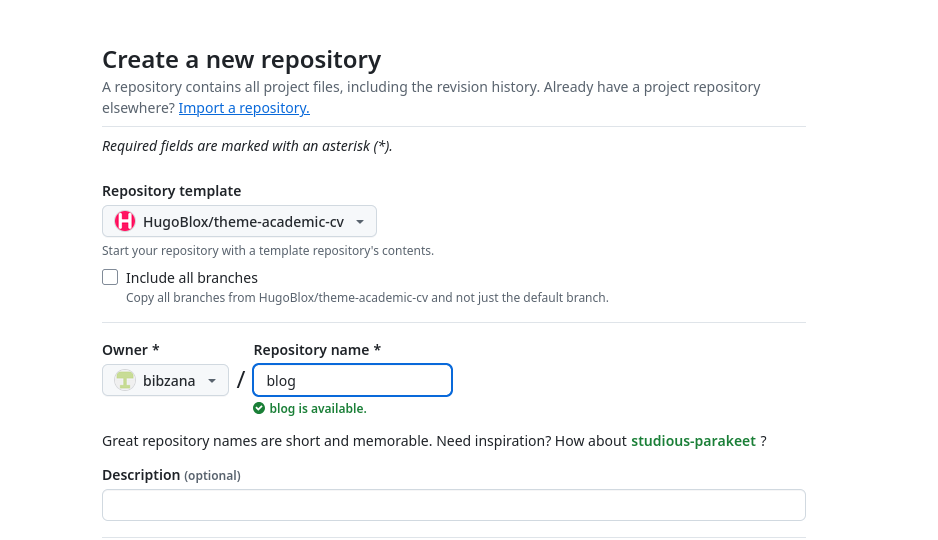 Create a new repository
A repository contains all project files, including the revision history. Already have a project repository
elsewhere? Import a repository.
Required fields are marked with an asterisk (*).
Repository template
H HugoBlox/theme-academic-cv
Start your repository with a template repository's contents.
Include all branches
Copy all branches from HugoBlox/theme-academic-cv and not just the default branch.
Owner * Repository name *
bibzana / blog
blog is available.
Great repository names are short and memorable. Need inspiration? How about studious-parakeet ?
Description (optional)